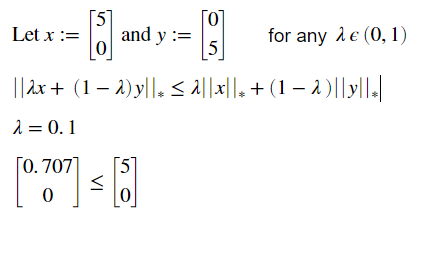 Let x := [5 0] and y := [0 5] for any λ ϵ (0, 1)
||λx + (1 − λ)y||* ≤ λ||x||* + (1 − λ)||y||*|
λ = 0.1
[0.707 0] ≤ [5 0]